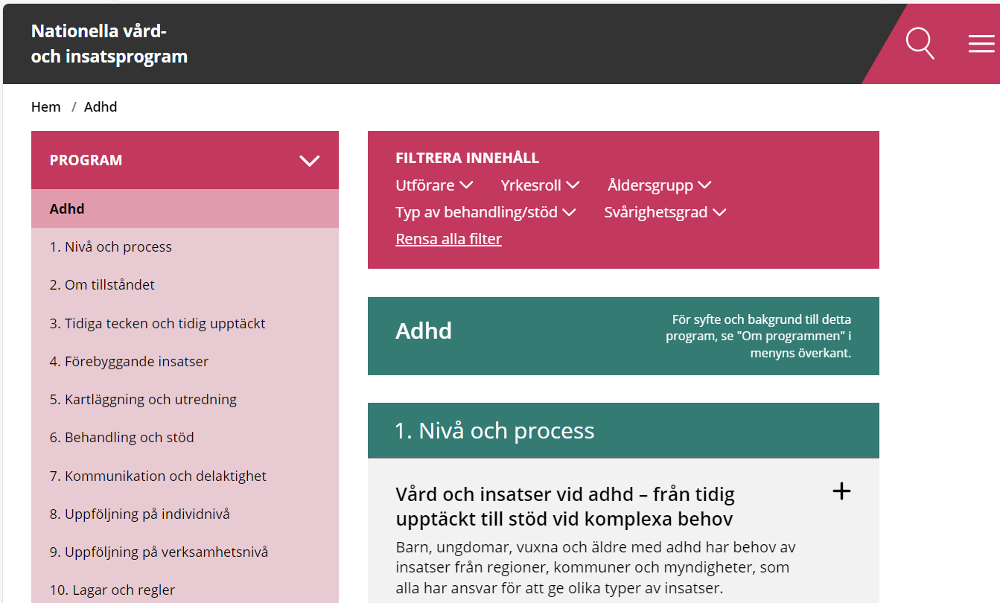 Nationella vård-
och insatsprogram
Hem / Adhd
PROGRAM
Adhd
1. Nivå och process
2. Om tillståndet
3. Tidiga tecken och tidig upptäckt
4. Förebyggande insatser
5. Kartläggning och utredning
6. Behandling och stöd
7. Kommunikation och delaktighet
8. Uppföljning på individnivå
9. Uppföljning på verksamhetsnivå
10. Lagar och regler
FILTRERA INNEHÅLL
Utförare Yrkesroll Åldersgrupp
Typ av behandling/stöd Svårighetsgrad
Rensa alla filter
Adhd
För syfte och bakgrund till detta
program, se "Om programmen" i
menyns överkant.
1. Nivå och process
Vård och insatser vid adhd – från tidig
upptäckt till stöd vid komplexa behov
Barn, ungdomar, vuxna och äldre med adhd har behov av
insatser från regioner, kommuner och myndigheter, som
alla har ansvar för att ge olika typer av insatser.